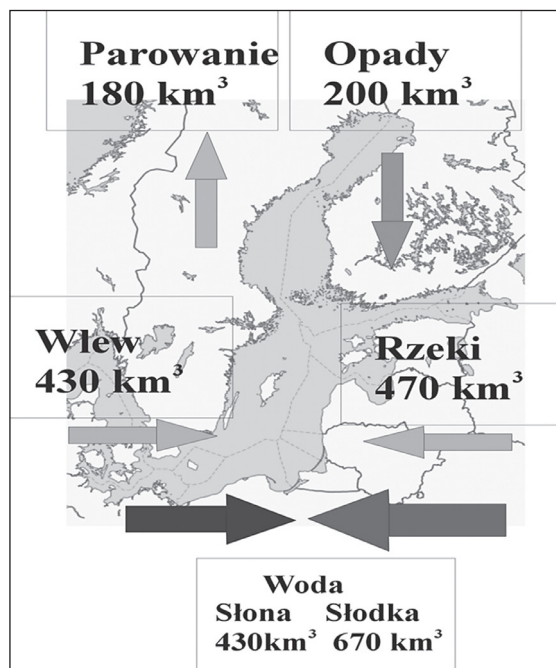 Parowanie
180 km³
Opady
200 km³
Wlew
430 km³
Rzeki
470 km³
Woda
Słona Słodka
430km³ 670 km³